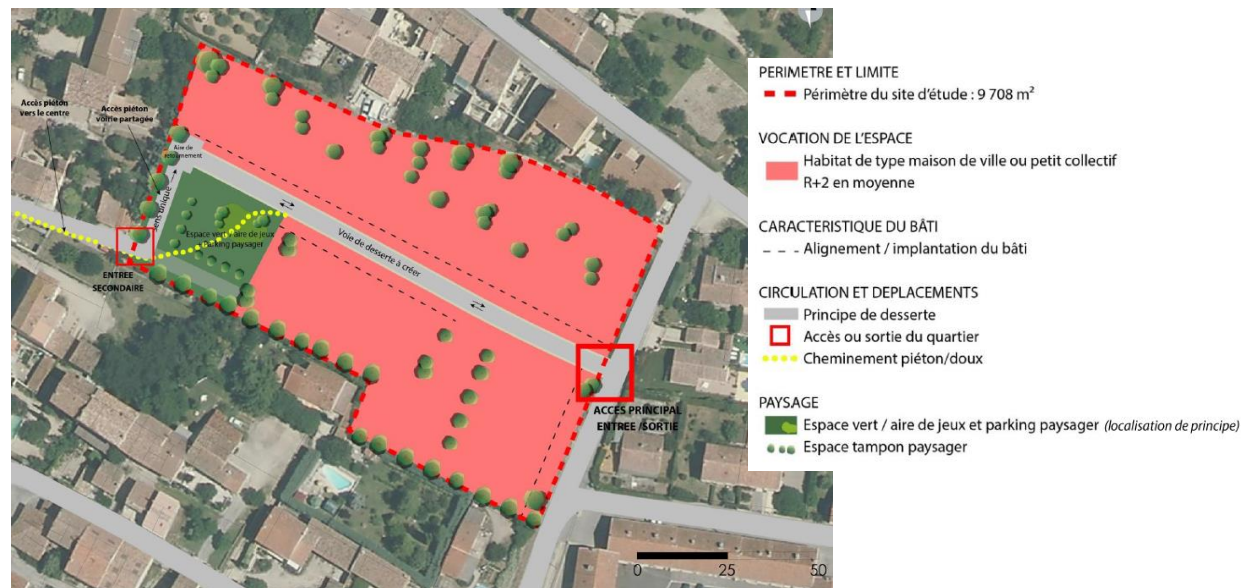 Accès piéton
vers le centre
Accès piéton
voirie partagée
Aire de
retournement
sens unique
Espace vert / aire de jeux
parking paysager
Voie de desserte à créer
ENTREE
SECONDAIRE
ACCES PRINCIPAL
ENTREE /SORTIE
0 25 50
PERIMETRE ET LIMITE
Périmètre du site d'étude : 9 708 m²
VOCATION DE L'ESPACE
Habitat de type maison de ville ou petit collectif
R+2 en moyenne
CARACTERISTIQUE DU BÂTI
Alignement / implantation du bâti
CIRCULATION ET DEPLACEMENTS
Principe de desserte
Accès ou sortie du quartier
Cheminement piéton/doux
PAYSAGE
Espace vert / aire de jeux et parking paysager (localisation de principe)
Espace tampon paysager